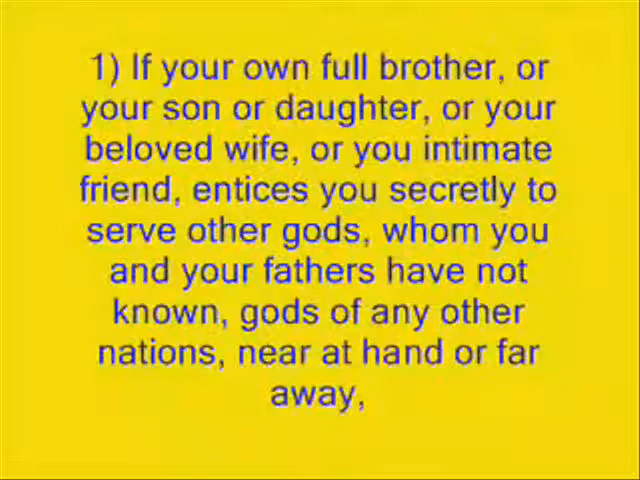 1) If your own full brother, or
your son or daughter, or your
beloved wife, or you intimate
friend, entices you secretly to
serve other gods, whom you
and your fathers have not
known, gods of any other
nations, near at hand or far
away,